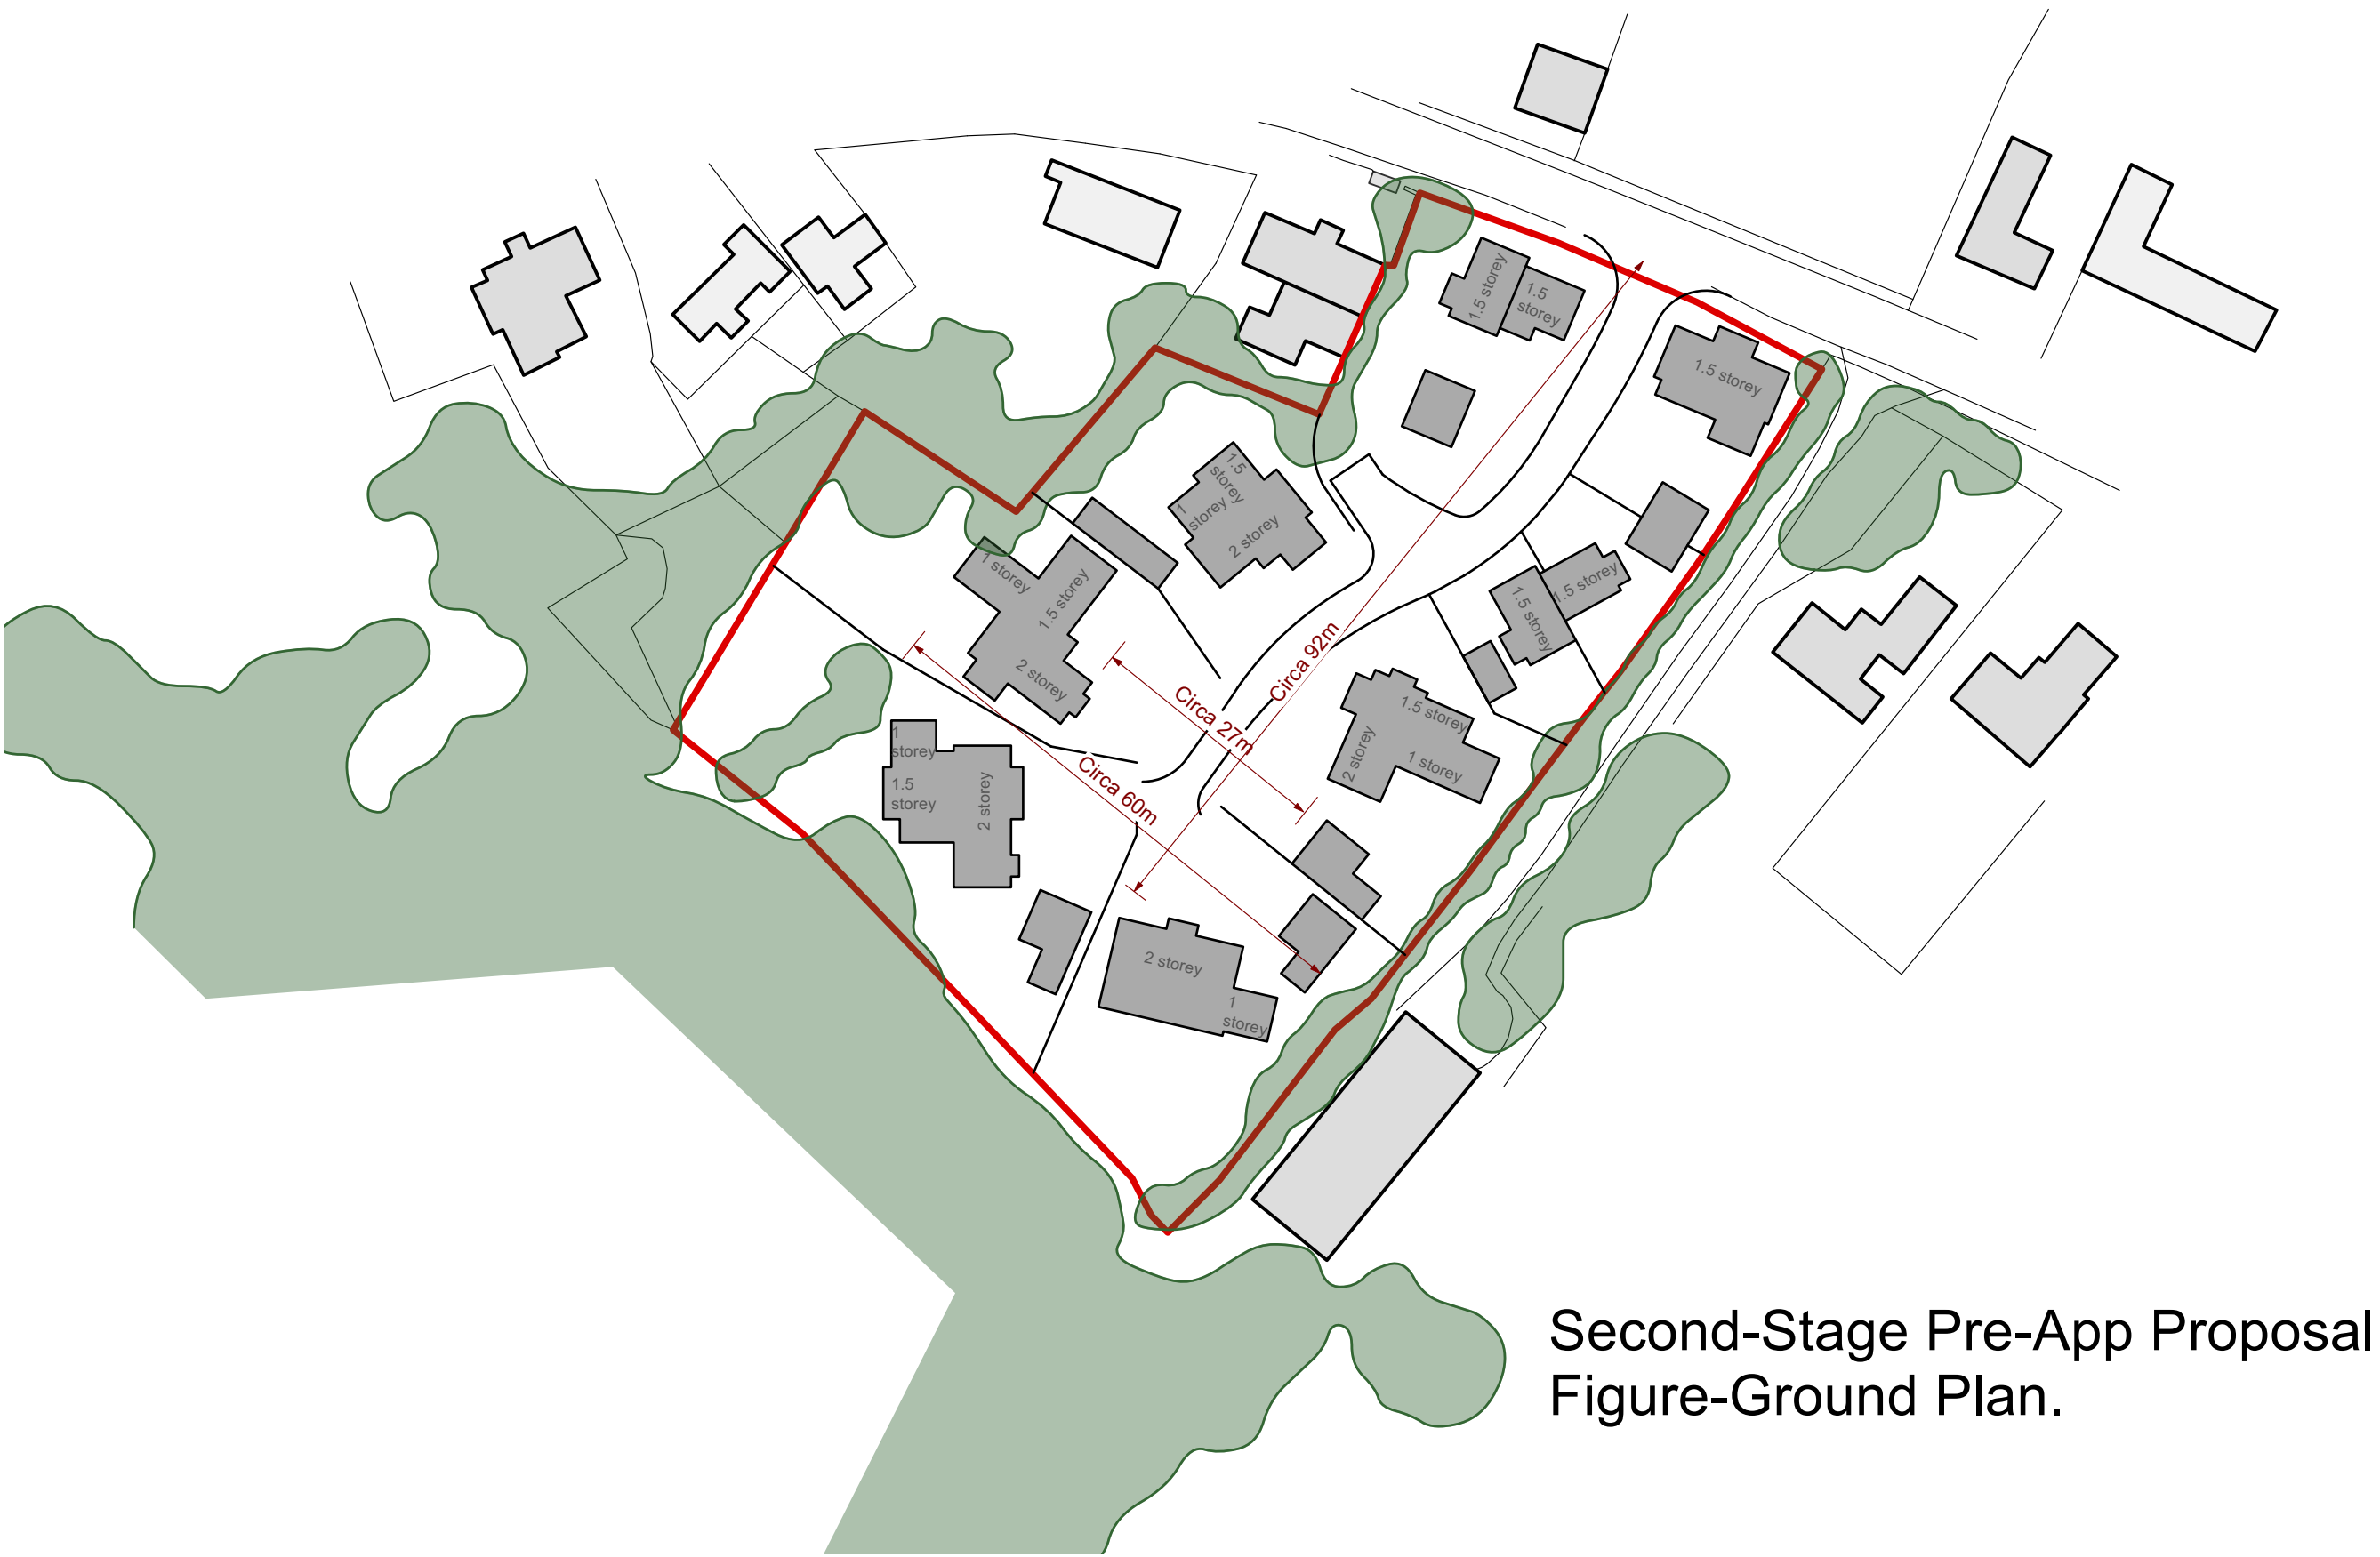 1.5 storey
1.5
storey
1.5 storey
1.5
storey
1
storey
2 storey
1 storey
1.5 storey
2 storey
1.5 storey
1.5 storey
1.5 storey
2 storey
1 storey
Circa 92m
Circa 27m
Circa 60m
1
storey
1.5
storey
2 storey
2 storey
1
storey
Second-Stage Pre-App Proposal
Figure-Ground Plan.